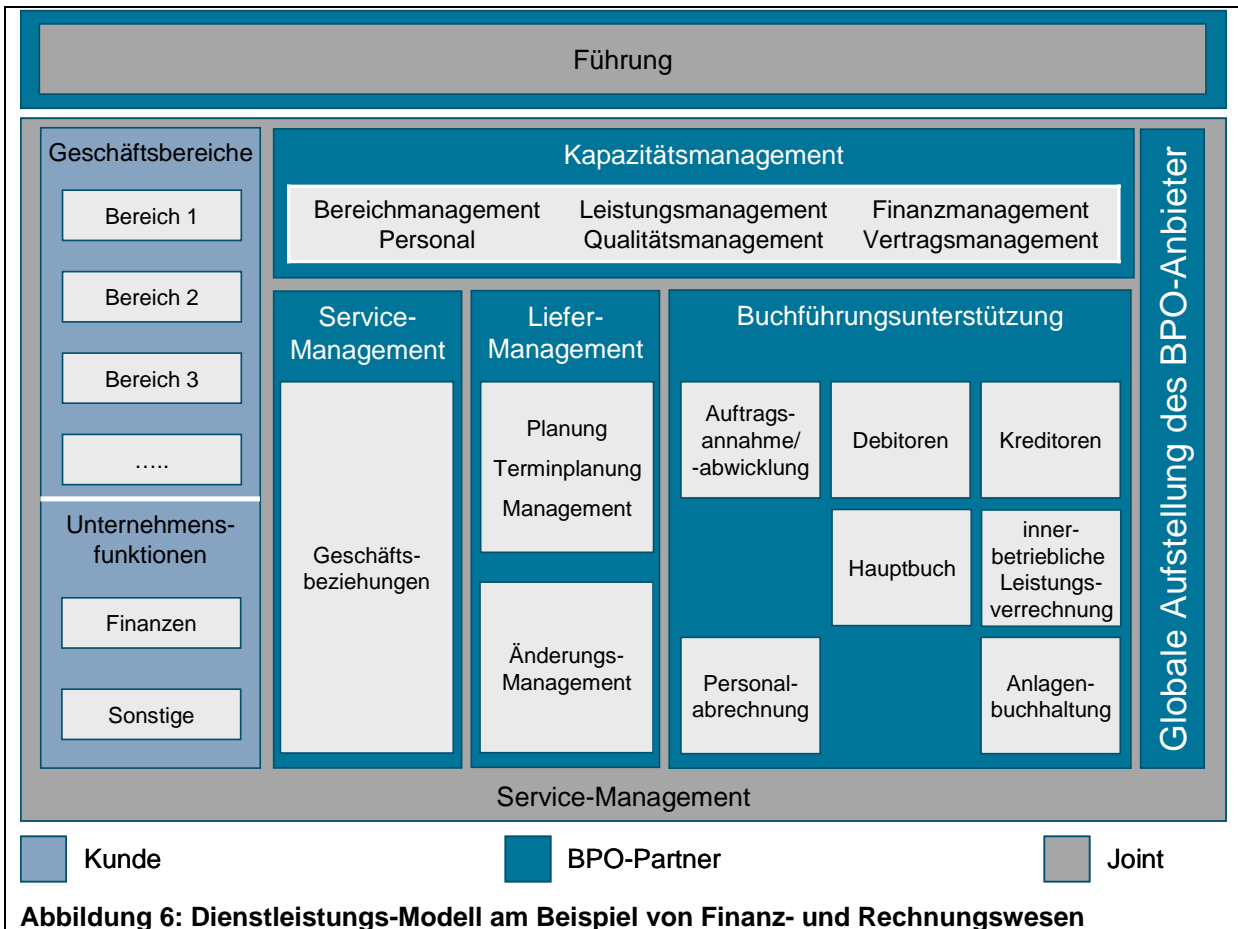 Führung
Geschäftsbereiche
Bereich 1
Bereich 2
Bereich 3
…..
Unternehmens-
funktionen
Finanzen
Sonstige
Kapazitätsmanagement
Bereichmanagement Leistungsmanagement Finanzmanagement
Personal Qualitätsmanagement Vertragsmanagement
Service-
Management
Geschäfts-
beziehungen
Liefer-
Management
Planung
Terminplanung
Management
Änderungs-
Management
Buchführungsunterstützung
Auftrags-
annahme/
-abwicklung
Debitoren
Kreditoren
Hauptbuch
inner-
betriebliche
Leistungs-
verrechnung
Personal-
abrechnung
Anlagen-
buchhaltung
Globale Aufstellung des BPO-Anbieter
Service-Management
Kunde
BPO-Partner
Joint
Abbildung 6: Dienstleistungs-Modell am Beispiel von Finanz- und Rechnungswesen